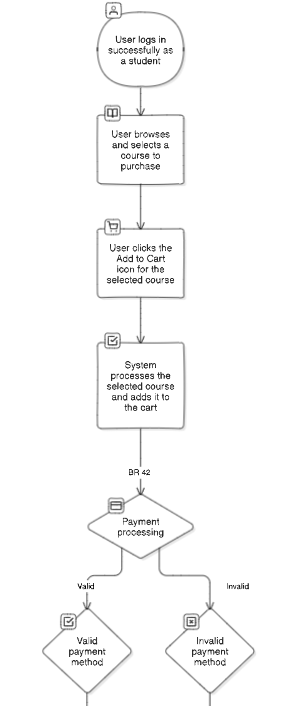 User logs in
successfully as
a student
User browses
and selects a
course to
purchase
User clicks the
Add to Cart
icon for the
selected course
System
processes the
selected course
and adds it to
the cart
BR 42
Payment
processing
Valid
Invalid
Valid
payment
method
Invalid
payment
method